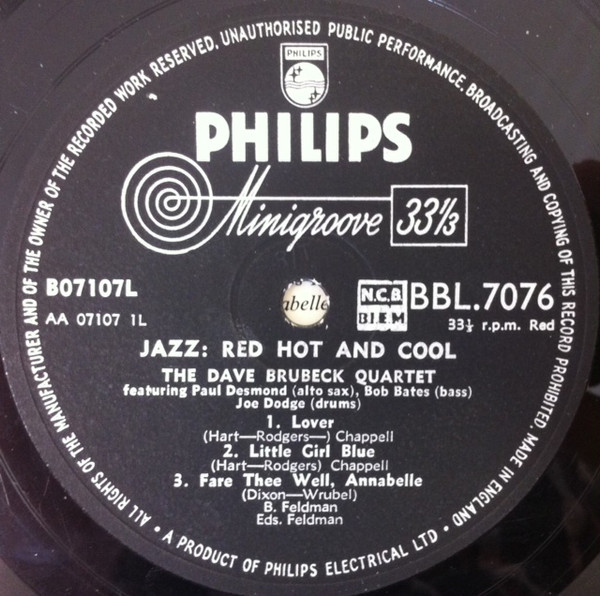 ALL RIGHTS OF THE MANUFACTURER AND OF THE OWNER OF THE RECORDED WORK RESERVED. UNAUTHORISED PUBLIC PERFORMANCE, BROADCASTING AND COPYING OF THIS RECORD PROHIBITED. MADE IN ENGLAND
PHILIPS
PHILIPS
Minigroove 33⅓
B07107L
AA 07107 1L
abelle
N.C.B.
BIEM
BBL.7076
33⅓ r.p.m. Red
JAZZ: RED HOT AND COOL
THE DAVE BRUBECK QUARTET
featuring Paul Desmond (alto sax), Bob Bates (bass)
Joe Dodge (drums)
1. Lover
(Hart—Rodgers—) Chappell
2. Little Girl Blue
(Hart—Rodgers) Chappell
3. Fare Thee Well, Annabelle
(Dixon—Wrubel)
B. Feldman
Eds. Feldman
• A PRODUCT OF PHILIPS ELECTRICAL LTD •